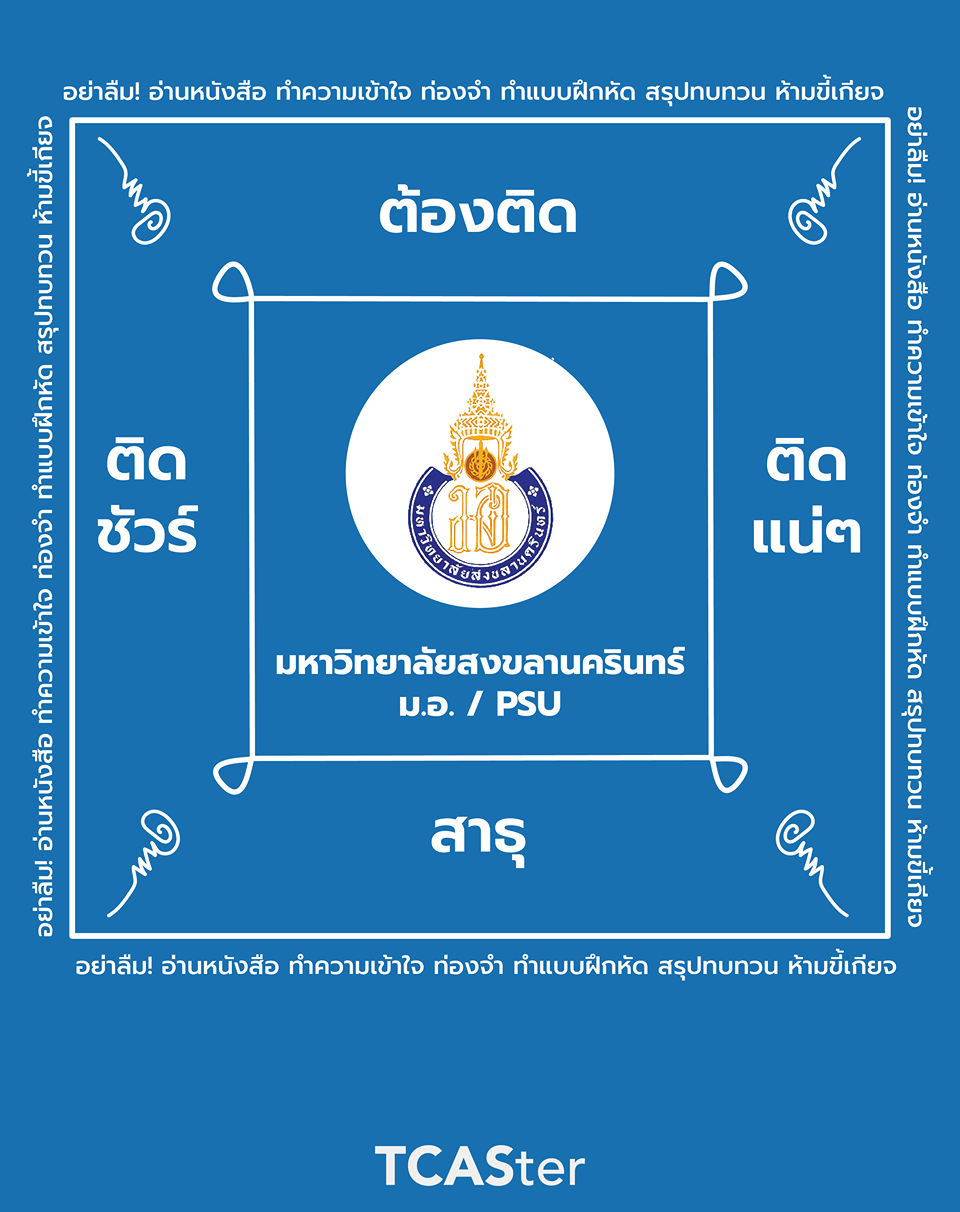 อย่าลืม! อ่านหนังสือ ทำความเข้าใจ ท่องจำ ทำแบบฝึกหัด สรุปทบทวน ห้ามขี้เกียจ
อย่าลืม! อ่านหนังสือ ทำความเข้าใจ ท่องจำ ทำแบบฝึกหัด สรุปทบทวน ห้ามขี้เกียจ
ต้องติด
ติด
ชัวร์
มหาวิทยาลัยสงขลานครินทร์
มหาวิทยาลัยสงขลานครินทร์
ม.อ. / PSU
ติด
แน่ๆ
สาธุ
อย่าลืม! อ่านหนังสือ ทำความเข้าใจ ท่องจำ ทำแบบฝึกหัด สรุปทบทวน ห้ามขี้เกียจ
อย่าลืม! อ่านหนังสือ ทำความเข้าใจ ท่องจำ ทำแบบฝึกหัด สรุปทบทวน ห้ามขี้เกียจ
TCASter